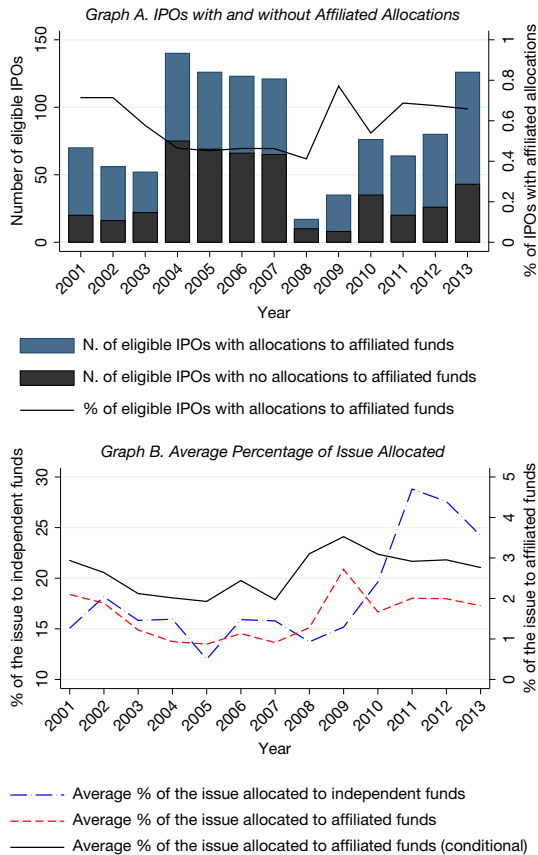 Graph A. IPOs with and without Affiliated Allocations
Number of eligible IPOs
150
100
50
0
% of IPOs with affiliated allocations
1
0.8
0.6
0.4
0.2
0
2001 2002 2003 2004 2005 2006 2007 2008 2009 2010 2011 2012 2013
Year
N. of eligible IPOs with allocations to affiliated funds
N. of eligible IPOs with no allocations to affiliated funds
% of eligible IPOs with allocations to affiliated funds
Graph B. Average Percentage of Issue Allocated
% of the issue to independent funds
30
25
20
15
10
% of the issue to affiliated funds
5
4
3
2
1
0
2001 2002 2003 2004 2005 2006 2007 2008 2009 2010 2011 2012 2013
Year
Average % of the issue allocated to independent funds
Average % of the issue allocated to affiliated funds
Average % of the issue allocated to affiliated funds (conditional)